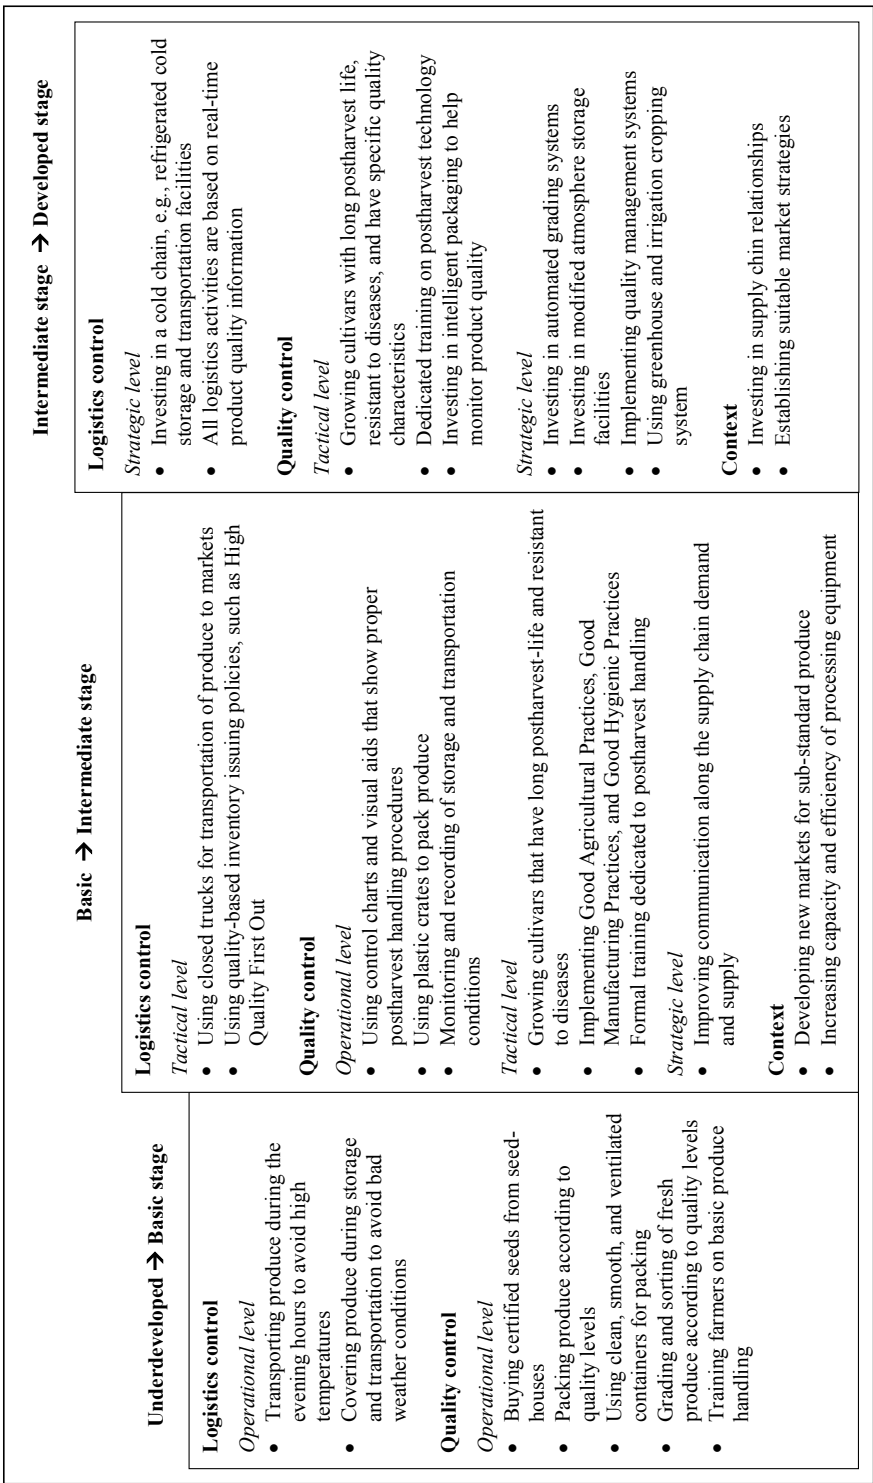 Underdeveloped → Basic stage
Logistics control
Operational level
• Transporting produce during the
evening hours to avoid high
temperatures
• Covering produce during storage
and transportation to avoid bad
weather conditions
Quality control
Operational level
• Buying certified seeds from seed-
houses
• Packing produce according to
quality levels
• Using clean, smooth, and ventilated
containers for packing
• Grading and sorting of fresh
produce according to quality levels
• Training farmers on basic produce
handling
Basic → Intermediate stage
Logistics control
Tactical level
• Using closed trucks for transportation of produce to markets
• Using quality-based inventory issuing policies, such as High
Quality First Out
Quality control
Operational level
• Using control charts and visual aids that show proper
postharvest handling procedures
• Using plastic crates to pack produce
• Monitoring and recording of storage and transportation
conditions
Tactical level
• Growing cultivars that have long postharvest-life and resistant
to diseases
• Implementing Good Agricultural Practices, Good
Manufacturing Practices, and Good Hygienic Practices
• Formal training dedicated to postharvest handling
Strategic level
• Improving communication along the supply chain demand
and supply
Context
• Developing new markets for sub-standard produce
• Increasing capacity and efficiency of processing equipment
Intermediate stage → Developed stage
Logistics control
Strategic level
• Investing in a cold chain, e.g., refrigerated cold
storage and transportation facilities
• All logistics activities are based on real-time
product quality information
Quality control
Tactical level
• Growing cultivars with long postharvest life,
resistant to diseases, and have specific quality
characteristics
• Dedicated training on postharvest technology
• Investing in intelligent packaging to help
monitor product quality
Strategic level
• Investing in automated grading systems
• Investing in modified atmosphere storage
facilities
• Implementing quality management systems
• Using greenhouse and irrigation cropping
system
Context
• Investing in supply chin relationships
• Establishing suitable market strategies